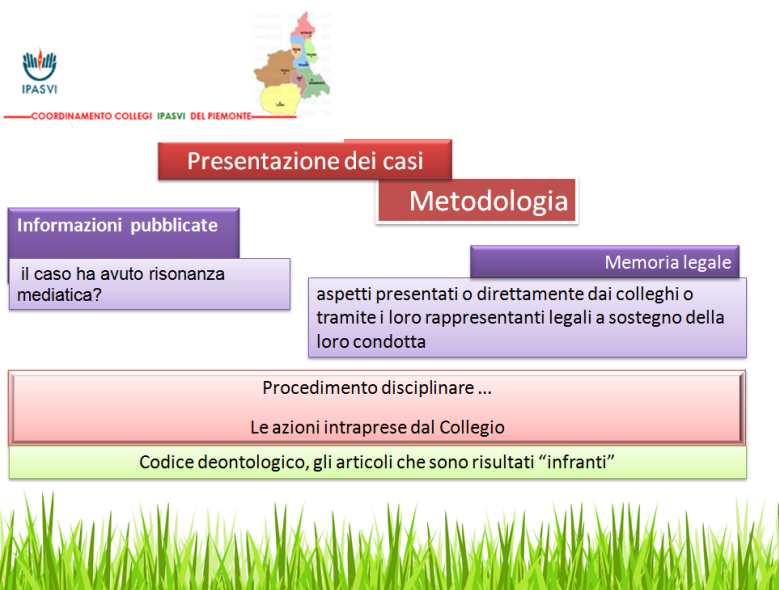 IPASVI
COORDINAMENTO COLLEGI IPASVI DEL PIEMONTE
Presentazione dei casi
Metodologia
Informazioni pubblicate
il caso ha avuto risonanza
mediatica?
Memoria legale
aspetti presentati o direttamente dai colleghi o
tramite i loro rappresentanti legali a sostegno della
loro condotta
Procedimento disciplinare ...
Le azioni intraprese dal Collegio
Codice deontologico, gli articoli che sono risultati “infranti”